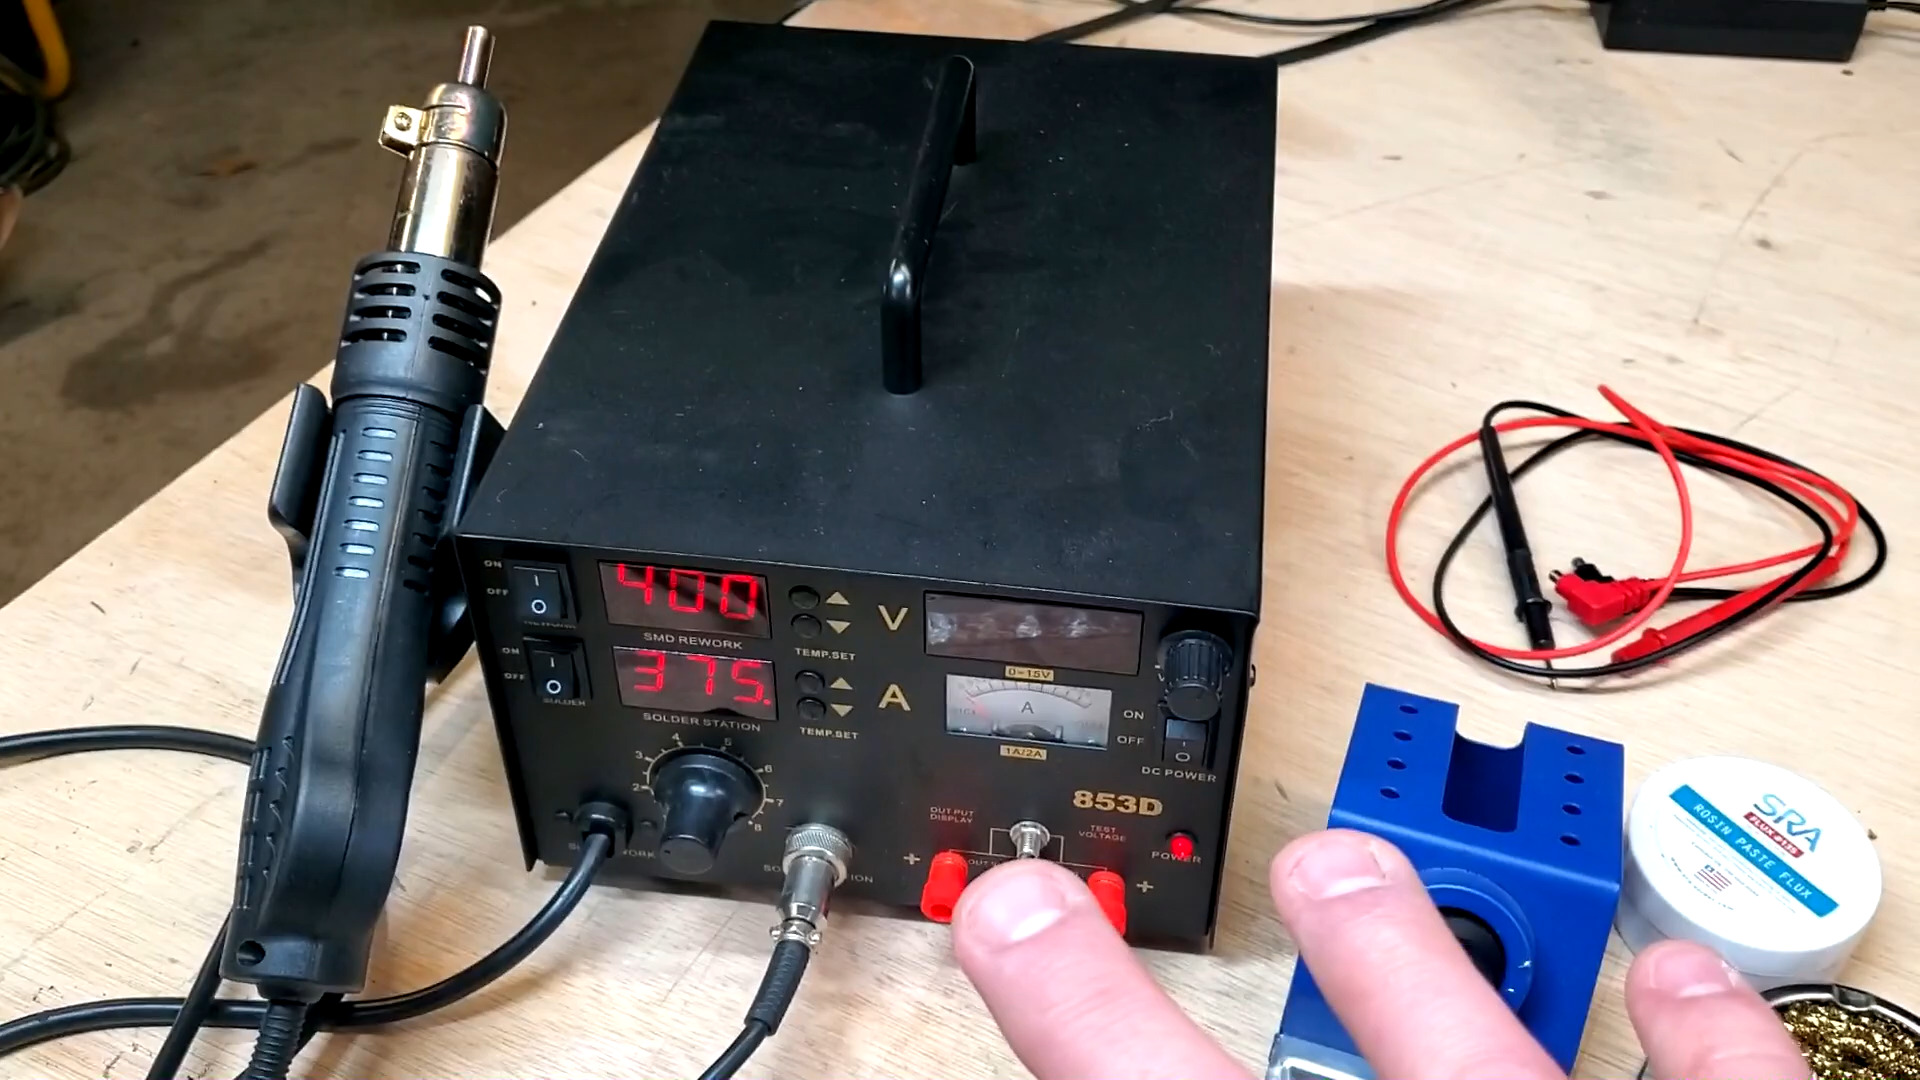 ON
OFF
400
SMD REWORK
TEMP.SET
V
0~15V
ON
OFF
SOLDER
375.
SOLDER STATION
TEMP.SET
A
A
1A/2A
ON
OFF
DC POWER
2
3
4
5
6
7
8
853D
OUTPUT
DISPLAY
TEST
VOLTAGE
POWER
+
+
SRA
FLUX #135
ROSIN PASTE FLUX